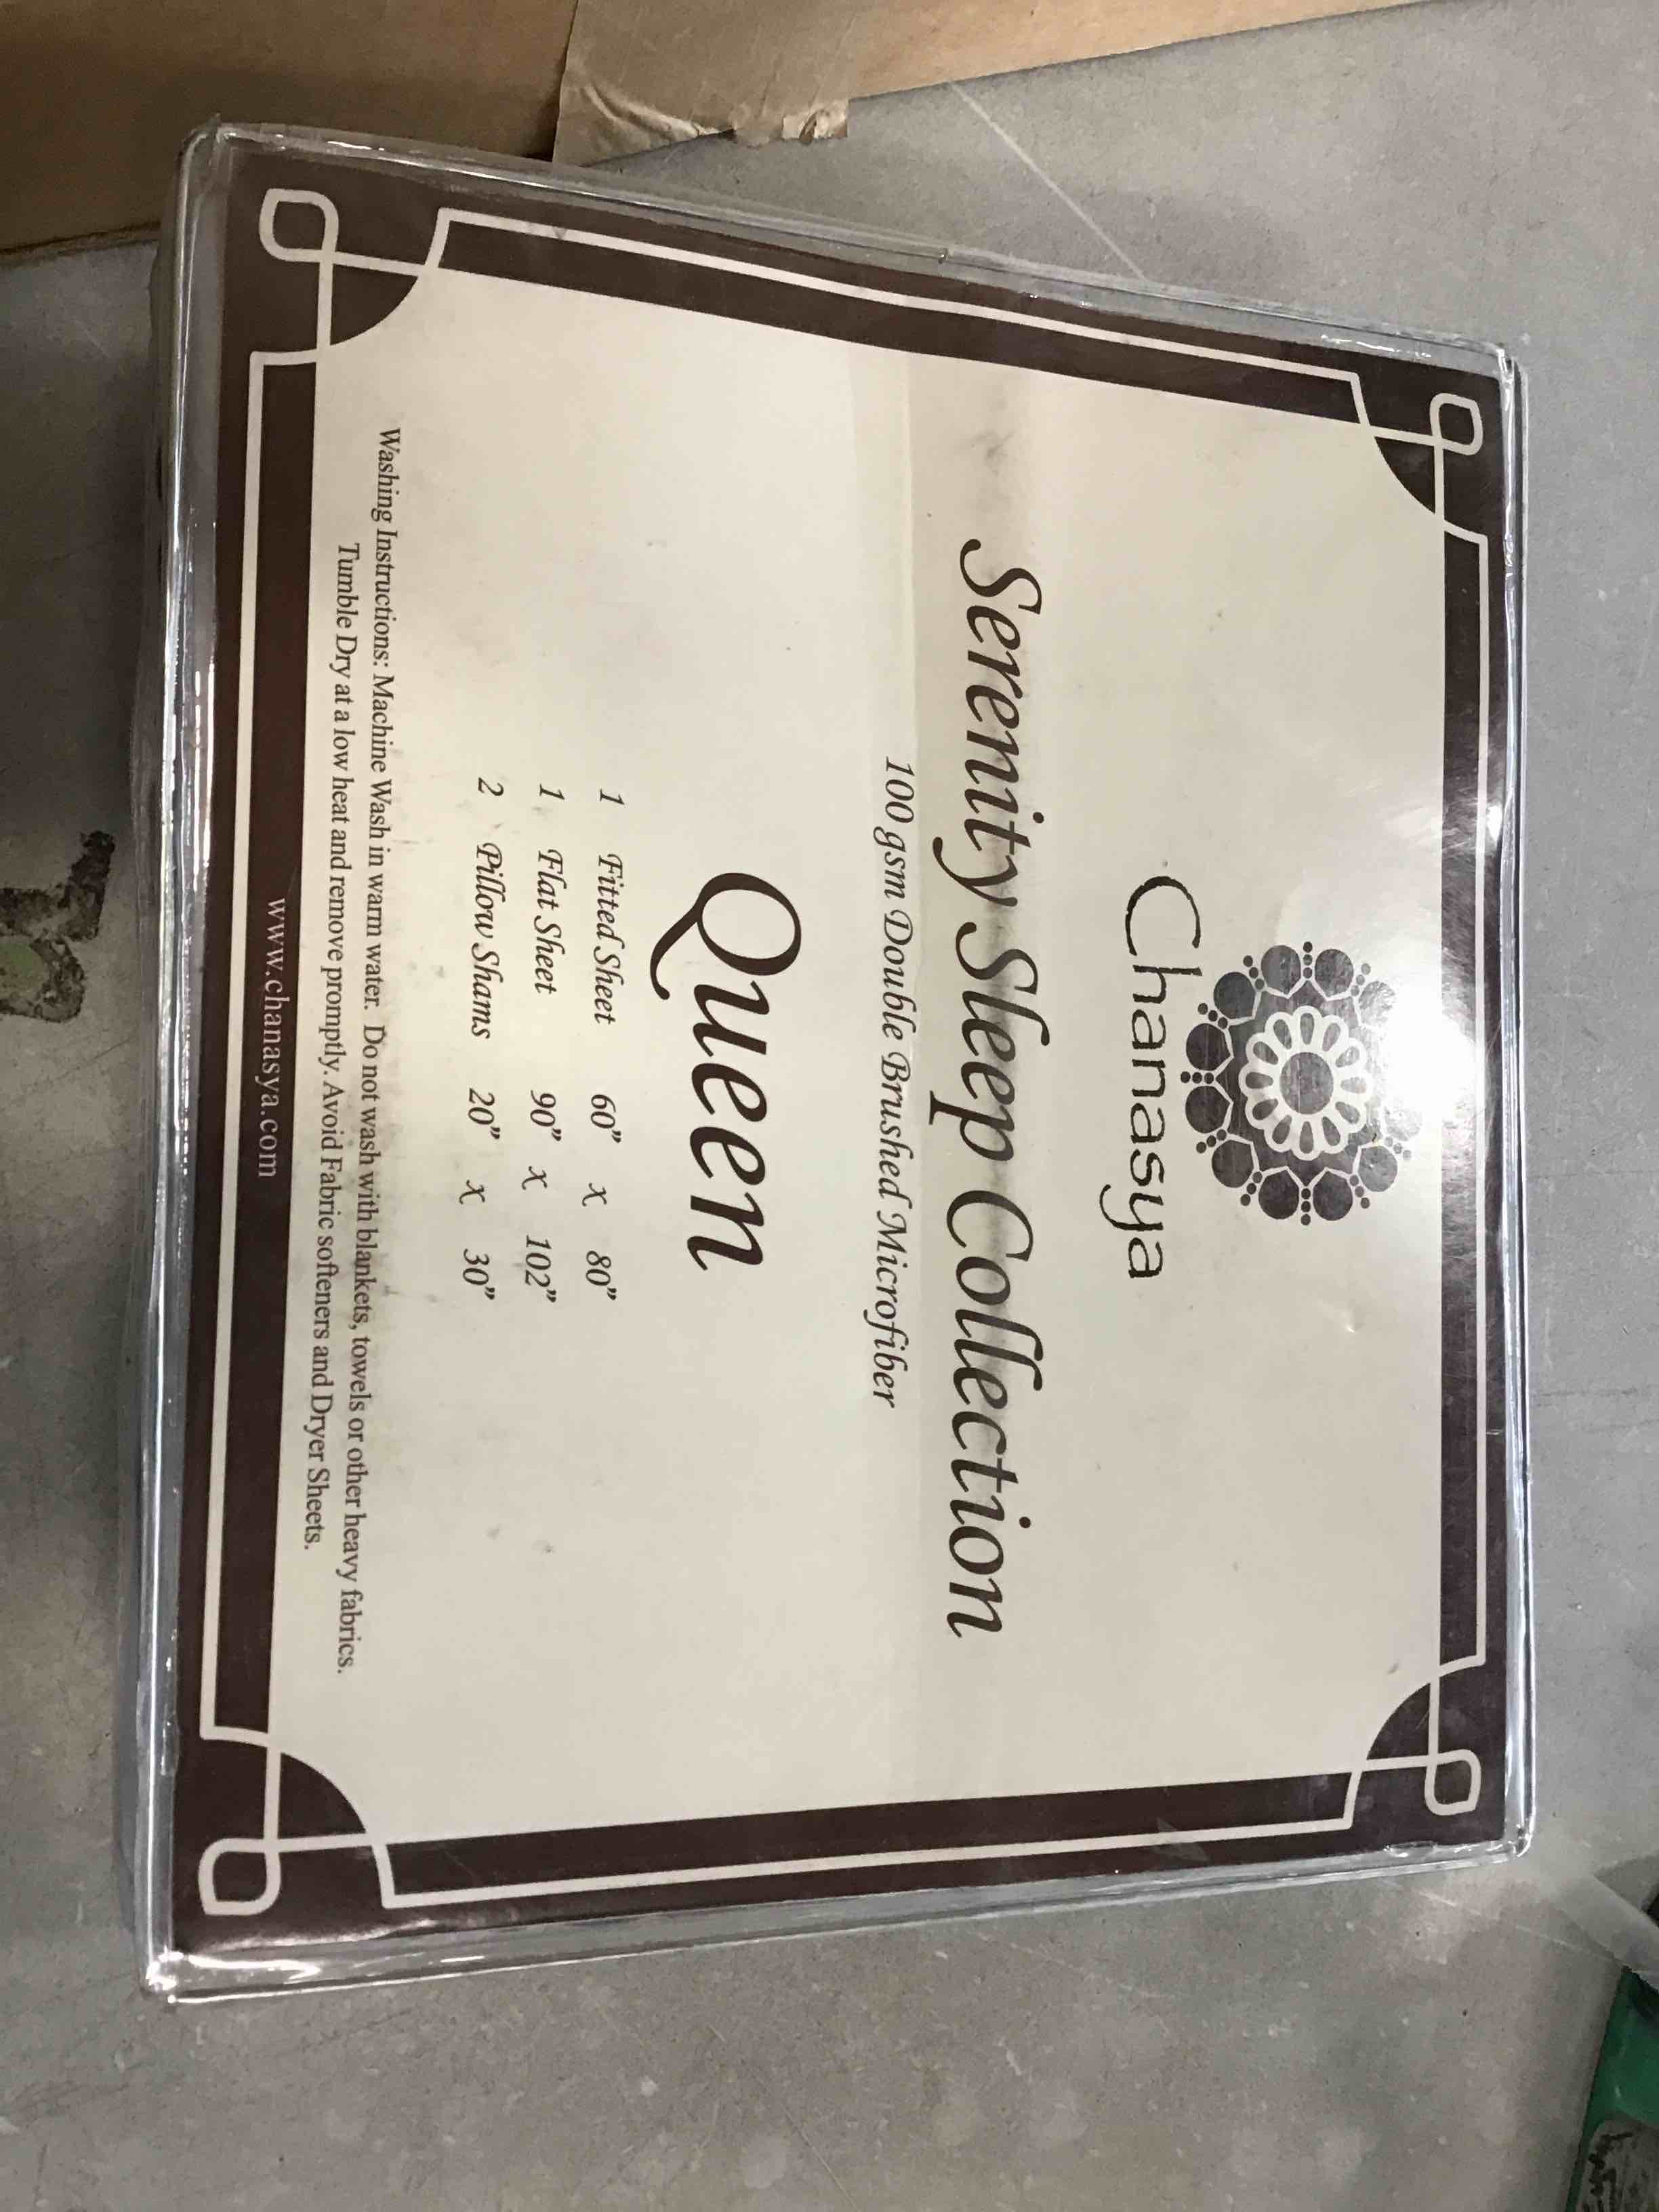 Chanasya
Serenity Sleep Collection
100 gsm Double Brushed Microfiber
Queen
1 Fitted Sheet 60” x 80”
1 Flat Sheet 90” x 102”
2 Pillow Shams 20” x 30”
Washing Instructions: Machine Wash in warm water. Do not wash with blankets, towels or other heavy fabrics.
Tumble Dry at a low heat and remove promptly. Avoid Fabric softeners and Dryer Sheets.
www.chanasya.com